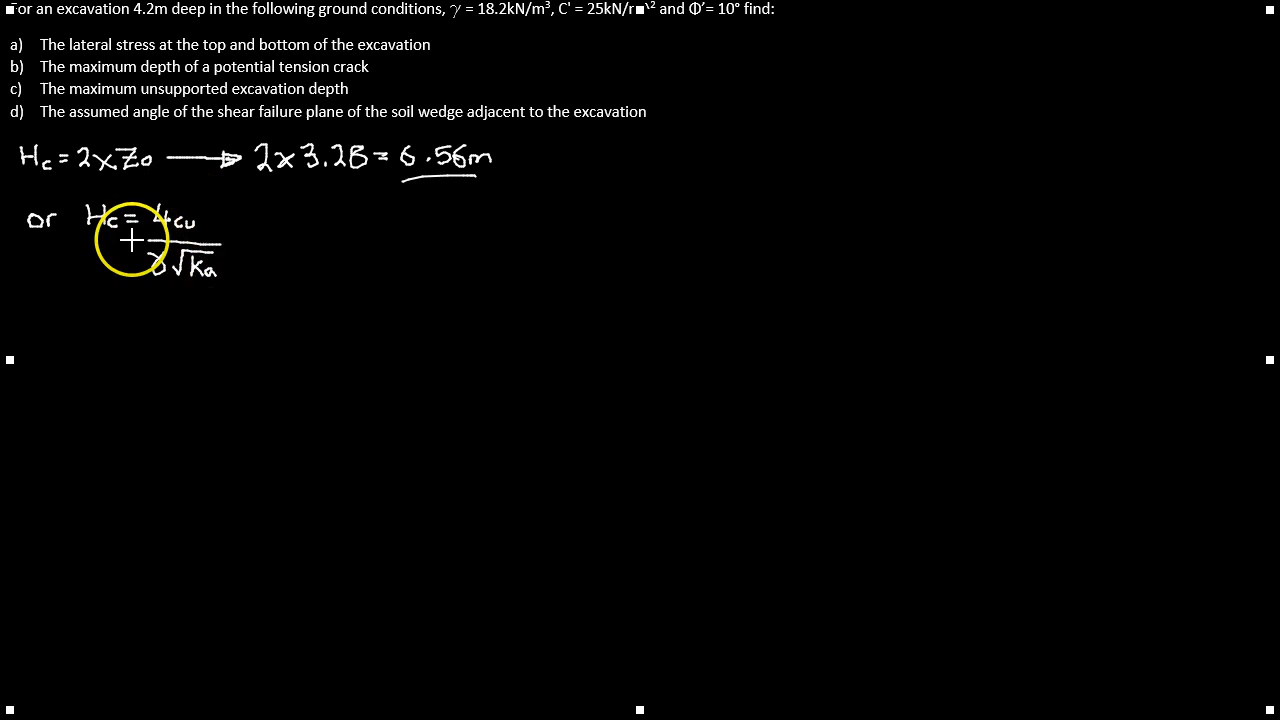 For an excavation 4.2m deep in the following ground conditions, γ = 18.2kN/m³, C' = 25kN/m^2 and Φ'= 10° find:
a) The lateral stress at the top and bottom of the excavation
b) The maximum depth of a potential tension crack
c) The maximum unsupported excavation depth
d) The assumed angle of the shear failure plane of the soil wedge adjacent to the excavation
Hc = 2xZo → 2x3.28 = 6.56m
or Hc = 4cu
γ√Ka